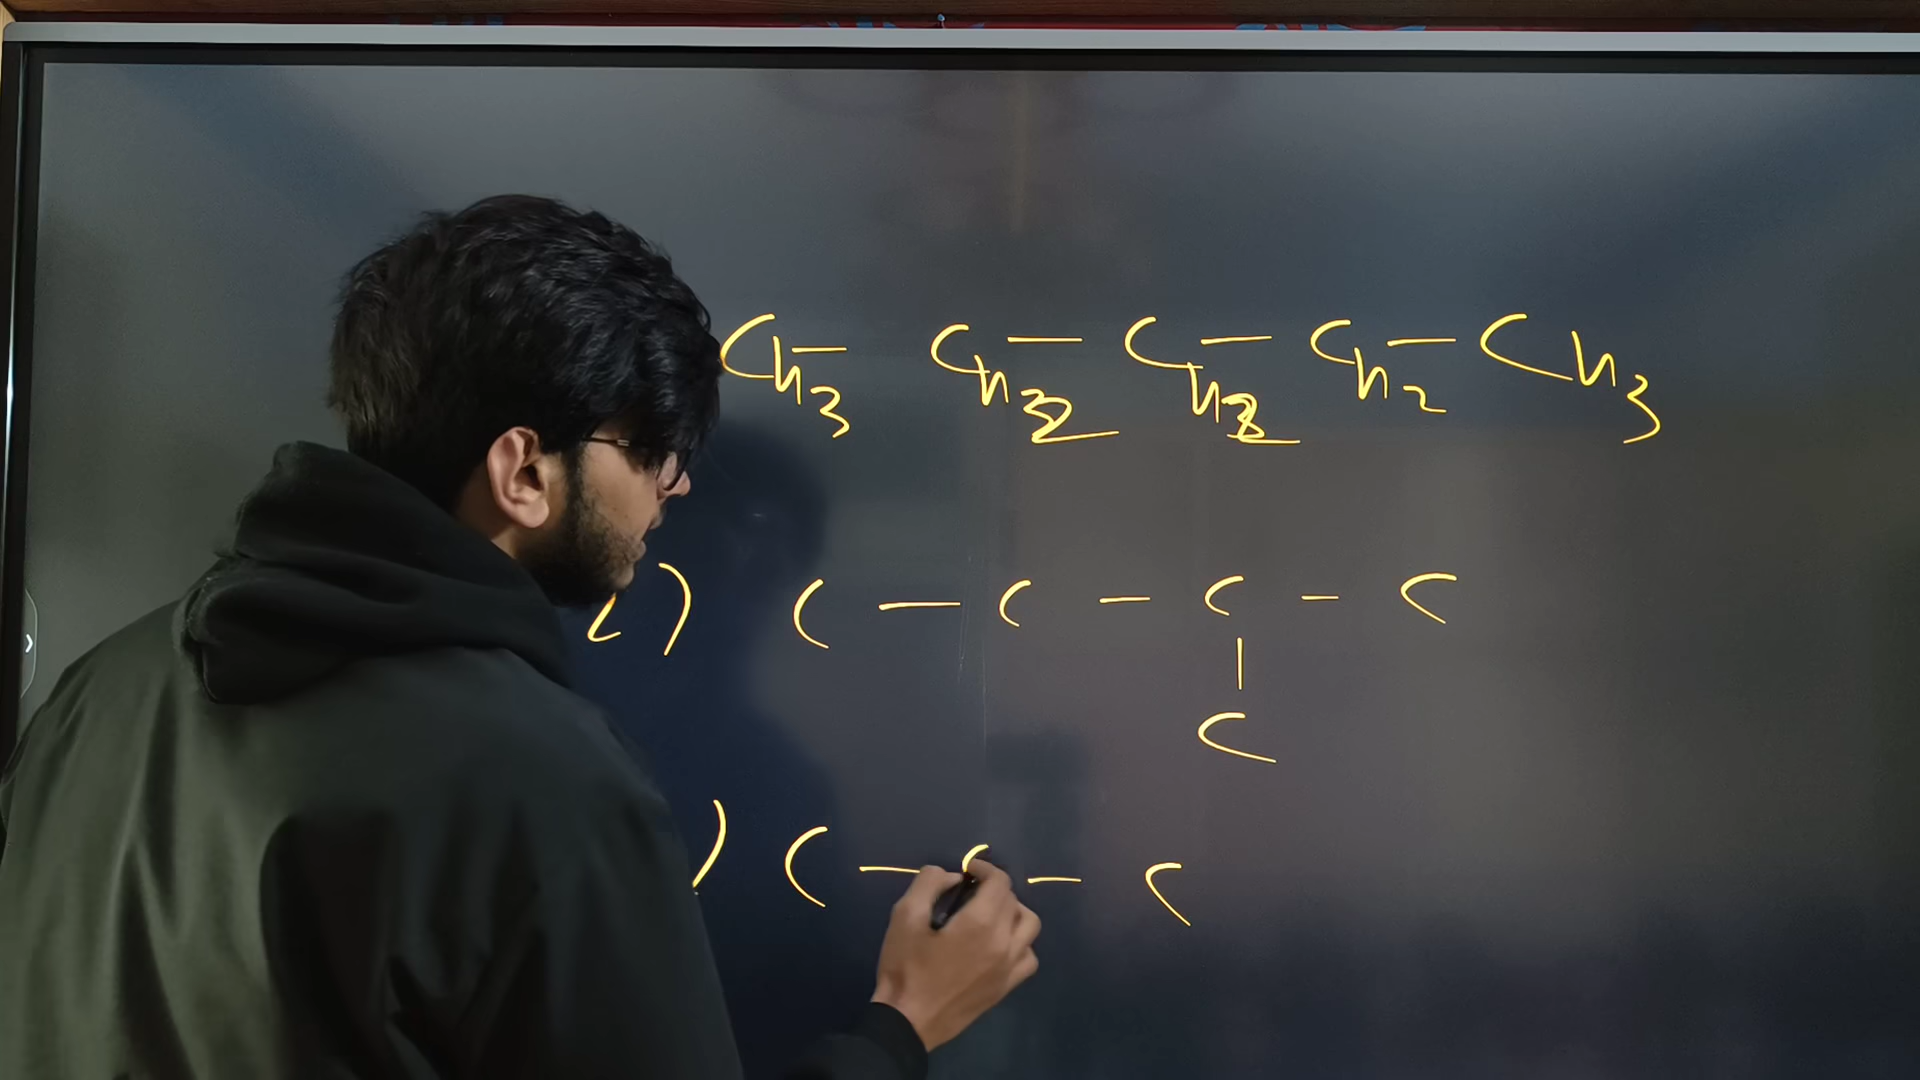 CH3 — CH2 — CH2 — CH2 — CH3
2) C — C — C — C
|
C
) C — C — C